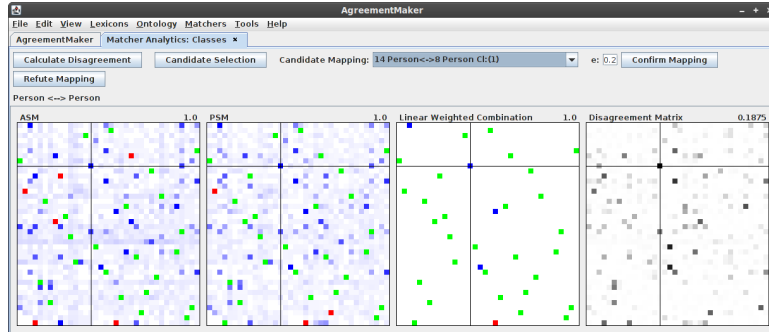 AgreementMaker
File Edit View Lexicons Ontology Matchers Tools Help
AgreementMaker Matcher Analytics: Classes ×
Calculate Disagreement Candidate Selection Candidate Mapping: 14 Person<->8 Person Cl:(1) e: 0.2 Confirm Mapping
Refute Mapping
Person <--> Person
ASM 1.0 PSM 1.0 Linear Weighted Combination 1.0 Disagreement Matrix 0.1875